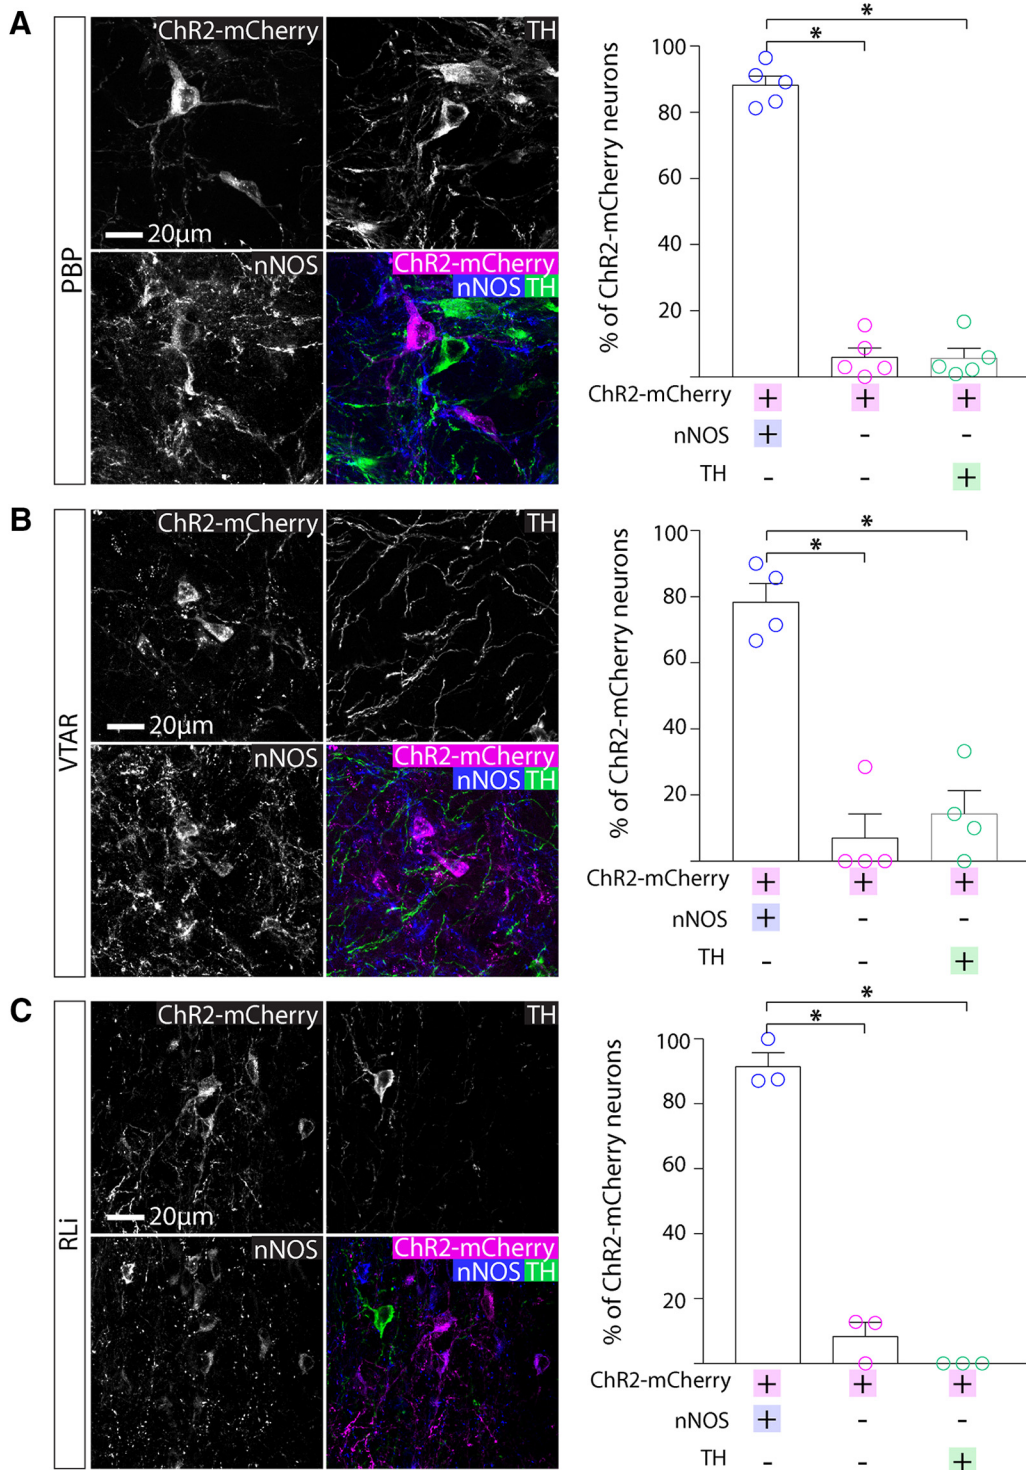 A
PBP
ChR2-mCherry
TH
20μm
nNOS
ChR2-mCherry
nNOS TH
% of ChR2-mCherry neurons
100
80
60
40
20
*
*
ChR2-mCherry + + +
nNOS + - -
TH - - +
B
VTAR
ChR2-mCherry
TH
20μm
nNOS
ChR2-mCherry
nNOS TH
% of ChR2-mCherry neurons
100
80
60
40
20
*
*
ChR2-mCherry + + +
nNOS + - -
TH - - +
C
RLi
ChR2-mCherry
TH
20μm
nNOS
ChR2-mCherry
nNOS TH
% of ChR2-mCherry neurons
100
80
60
40
20
*
*
ChR2-mCherry + + +
nNOS + - -
TH - - +